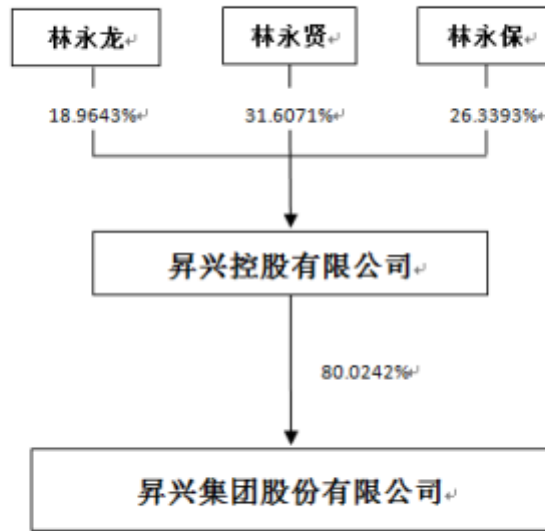 林永龙
林永贤
林永保
18.9643%
31.6071%
26.3393%
昇兴控股有限公司
80.0242%
昇兴集团股份有限公司